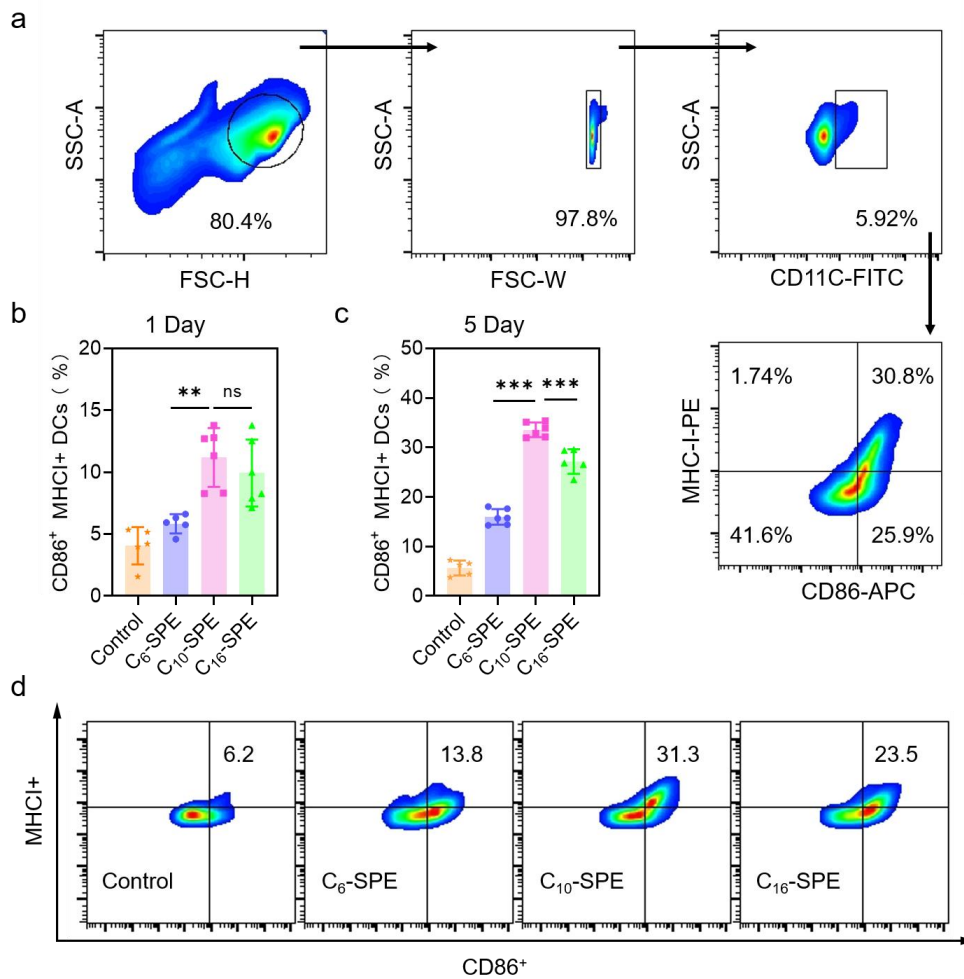 a
SSC-A
80.4%
FSC-H
SSC-A
97.8%
FSC-W
SSC-A
5.92%
CD11C-FITC
b
1 Day
CD86⁺ MHCI+ DCs ( % )
20
15
10
5
0
** ns
Control
C₆-SPE
C₁₀-SPE
C₁₆-SPE
c
5 Day
CD86⁺ MHCI+ DCs ( % )
50
40
30
20
10
0
*** ***
Control
C₆-SPE
C₁₀-SPE
C₁₆-SPE
MHC-I-PE
1.74% 30.8%
41.6% 25.9%
CD86-APC
d
MHCI+
6.2
Control
13.8
C₆-SPE
31.3
C₁₀-SPE
23.5
C₁₆-SPE
CD86⁺